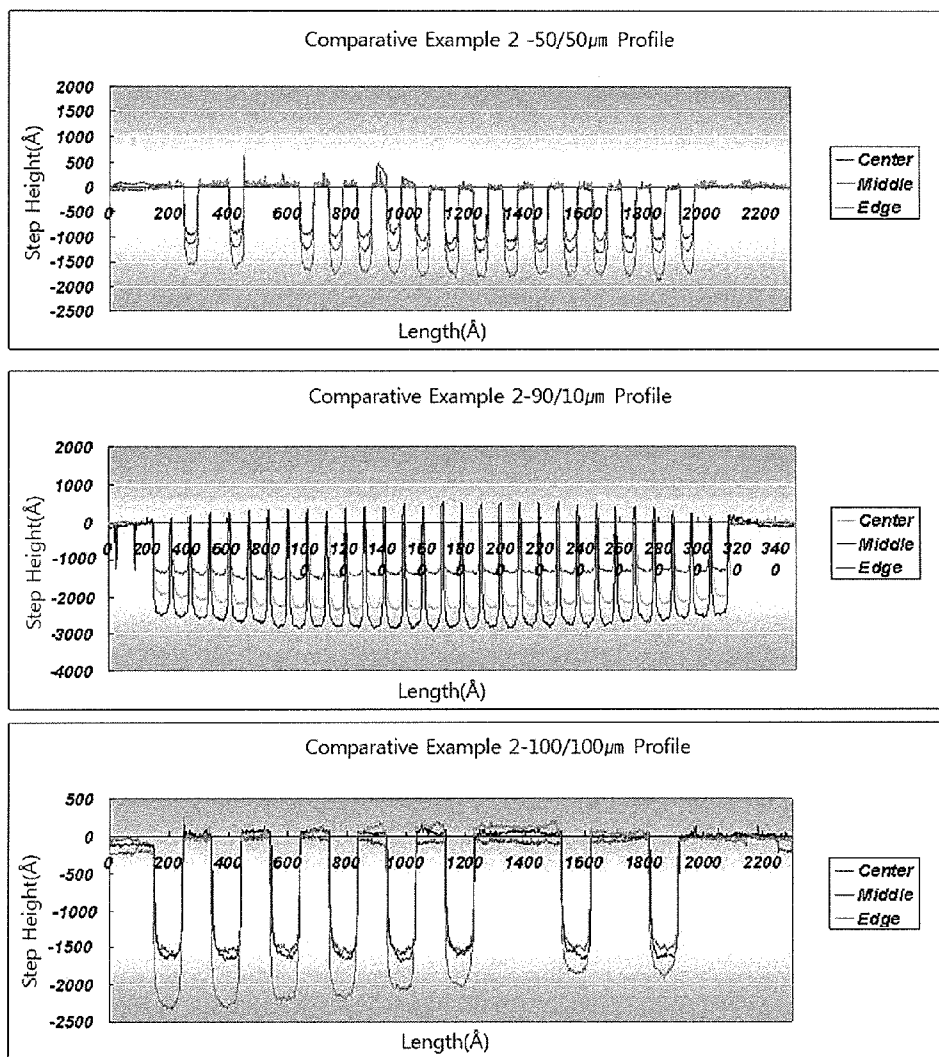 Comparative Example 2 -50/50㎛ Profile
2000
1500
1000
500
0
-500
-1000
-1500
-2000
-2500
Step Height(Å)
0 200 400 600 800 1000 1200 1400 1600 1800 2000 2200
Length(Å)
Center
Middle
Edge
Comparative Example 2-90/10㎛ Profile
2000
1000
0
-1000
-2000
-3000
-4000
Step Height(Å)
0 200 400 600 800 100 120 140 160 180 200 220 240 260 280 300 320 340
0 0 0 0 0 0 0 0 0 0 0 0 0
Length(Å)
Center
Middle
Edge
Comparative Example 2-100/100㎛ Profile
500
0
-500
-1000
-1500
-2000
-2500
Step Height(Å)
0 200 400 600 800 1000 1200 1400 1600 1800 2000 2200
Length(Å)
Center
Middle
Edge